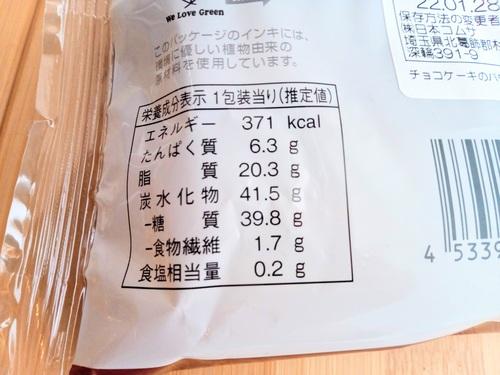 We Love Green
このパッケージのインキには、
環境に優しい植物由来の
原材料を使用しています。
22.01.28
保存方法の変更者
㈱日本コムサ
埼玉県北葛飾郡杉
深輪391-9
チョコケーキのパ
栄養成分表示 1包装当り(推定値)
エネルギー 371 kcal
たんぱく質 6.3 g
脂質 20.3 g
炭水化物 41.5 g
-糖質 39.8 g
-食物繊維 1.7 g
食塩相当量 0.2 g
4 5339